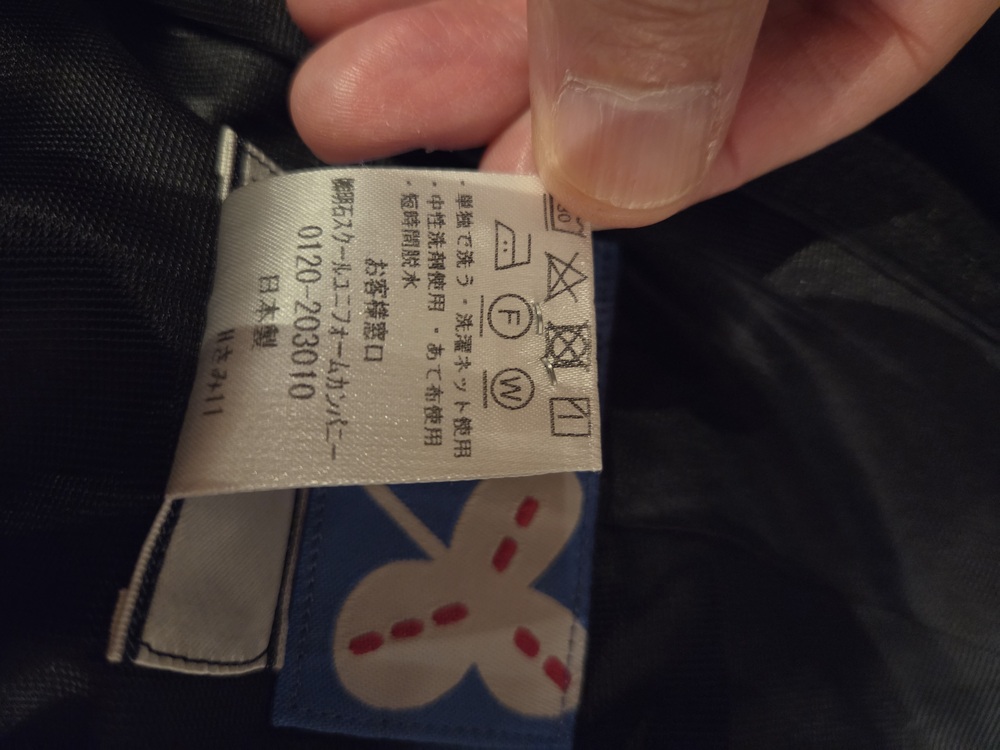 30
F
W
・単独で洗う・洗濯ネット使用
・中性洗剤使用・あて布使用
・短時間脱水
お客様窓口
㈱明石スクールユニフォームカンパニー
0120-203010
日本製